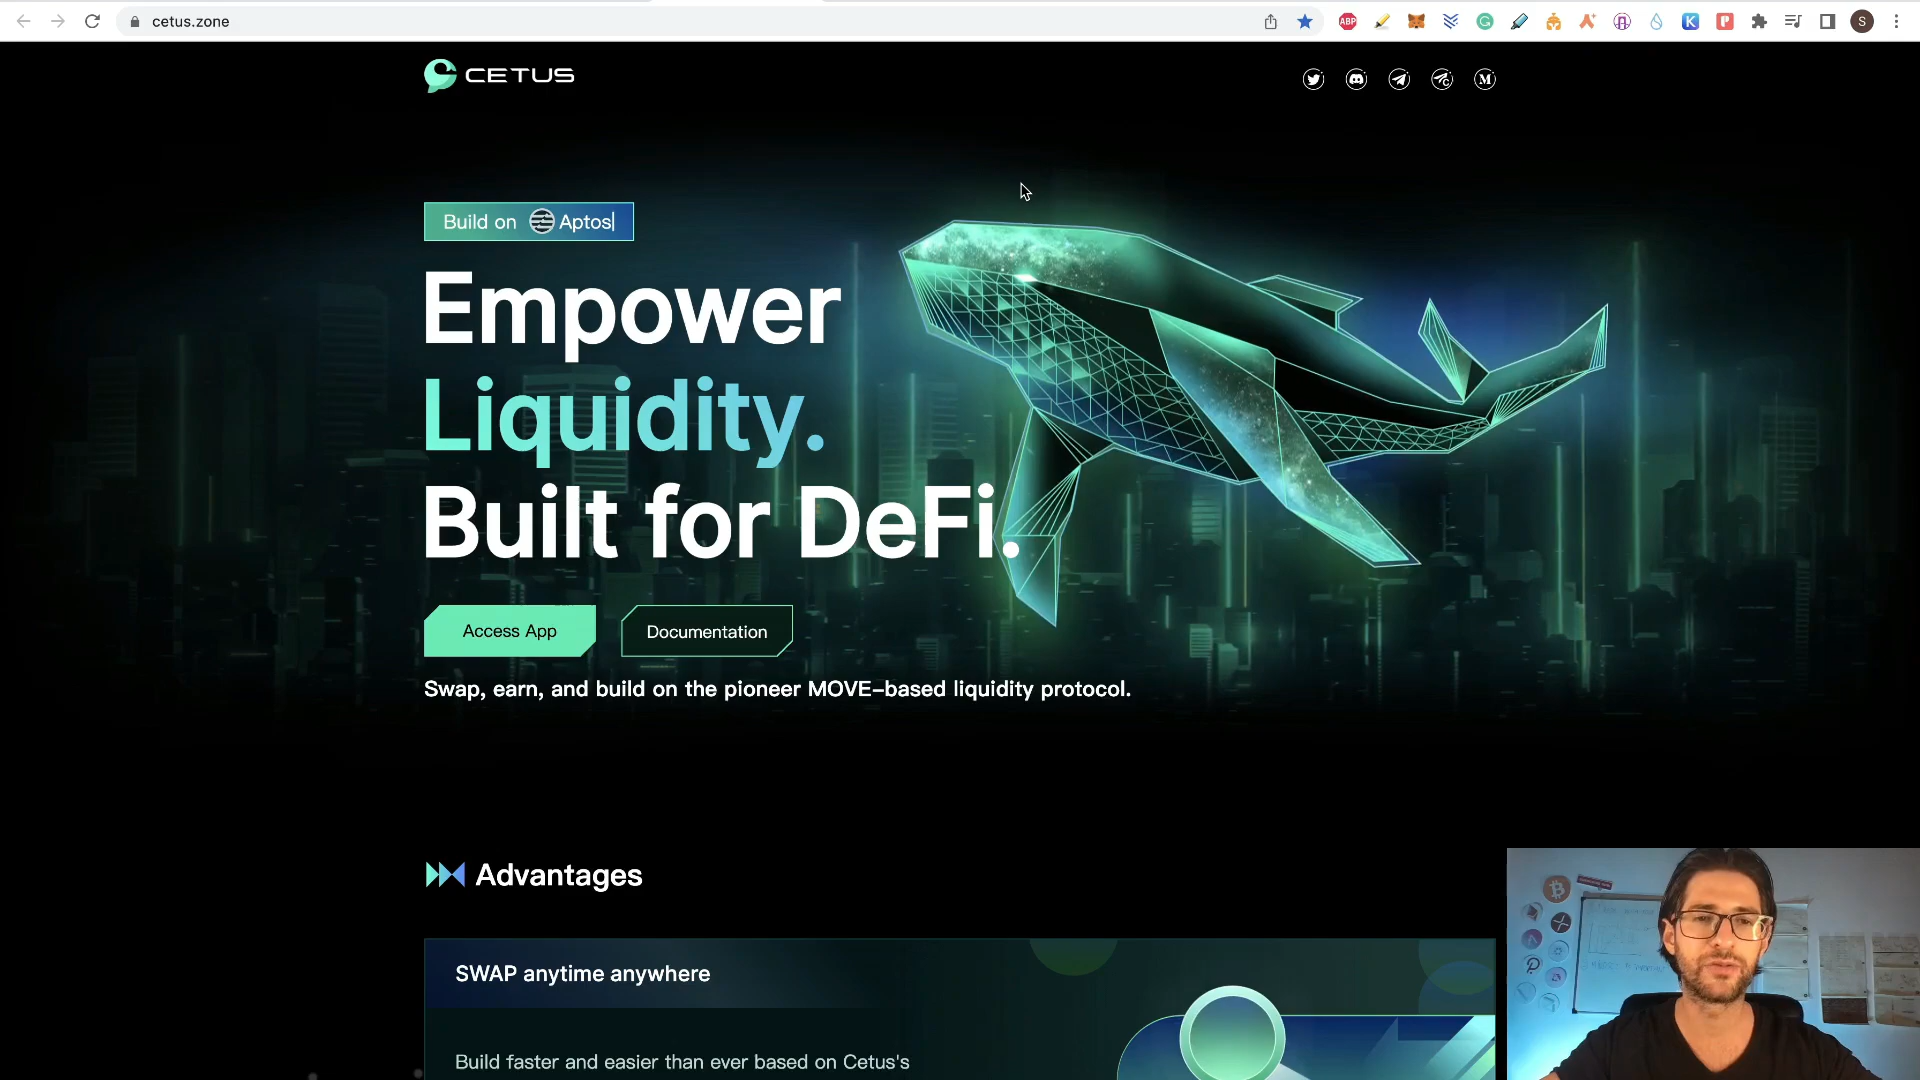 cetus.zone
ABP
S
CETUS
Build on Aptos
Empower
Liquidity.
Built for DeFi.
Access App
Documentation
Swap, earn, and build on the pioneer MOVE-based liquidity protocol.
Advantages
SWAP anytime anywhere
Build faster and easier than ever based on Cetus's